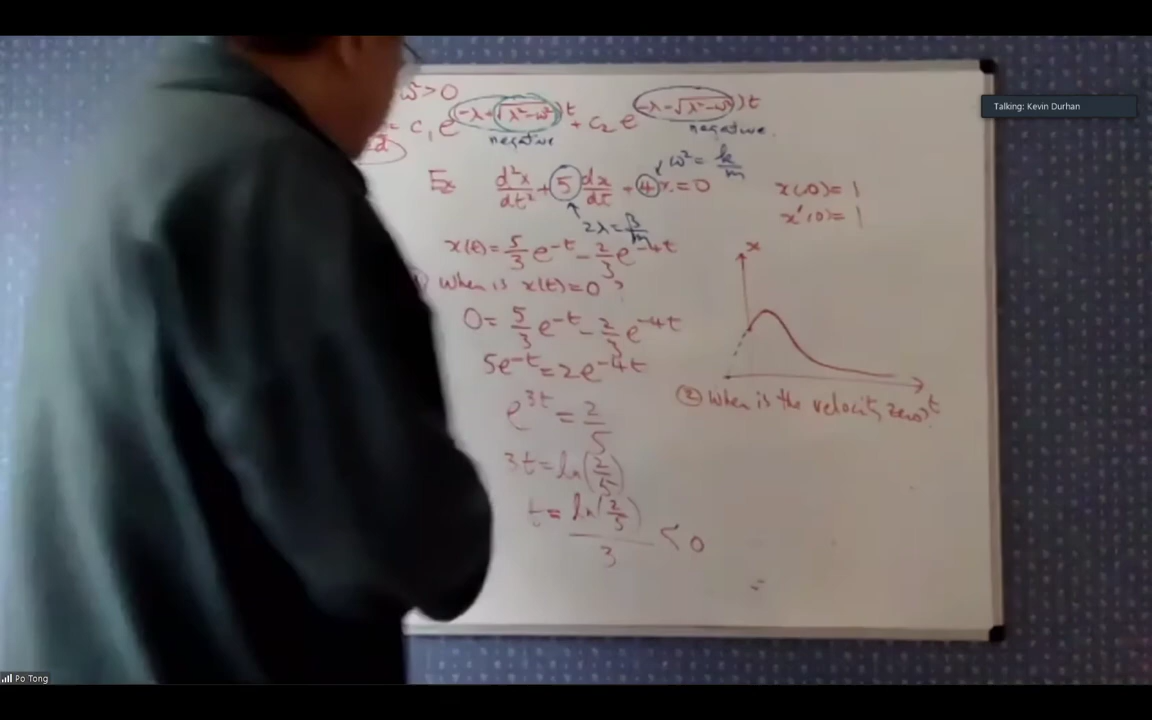 Talking: Kevin Durhan
ω²>0
c₁e^(-λ+√(λ²-ω²))t + c₂e^(-λ-√(λ²-ω²))t
negative
negative.
ω² = k/m
Ex d²x/dt² + 5 dx/dt + 4x = 0
x(0) = 1
x'(0) = 1
2λ = β/m
x(t) = 5/3 e^-t - 2/3 e^-4t
When is x(t) = 0 ?
x
0 = 5/3 e^-t - 2/3 e^-4t
5e^-t = 2e^-4t
② When is the velocity zero?
t
e^3t = 2/5
3t = ln(2/5)
t = ln(2/5)/3 < 0
=
Po Tong